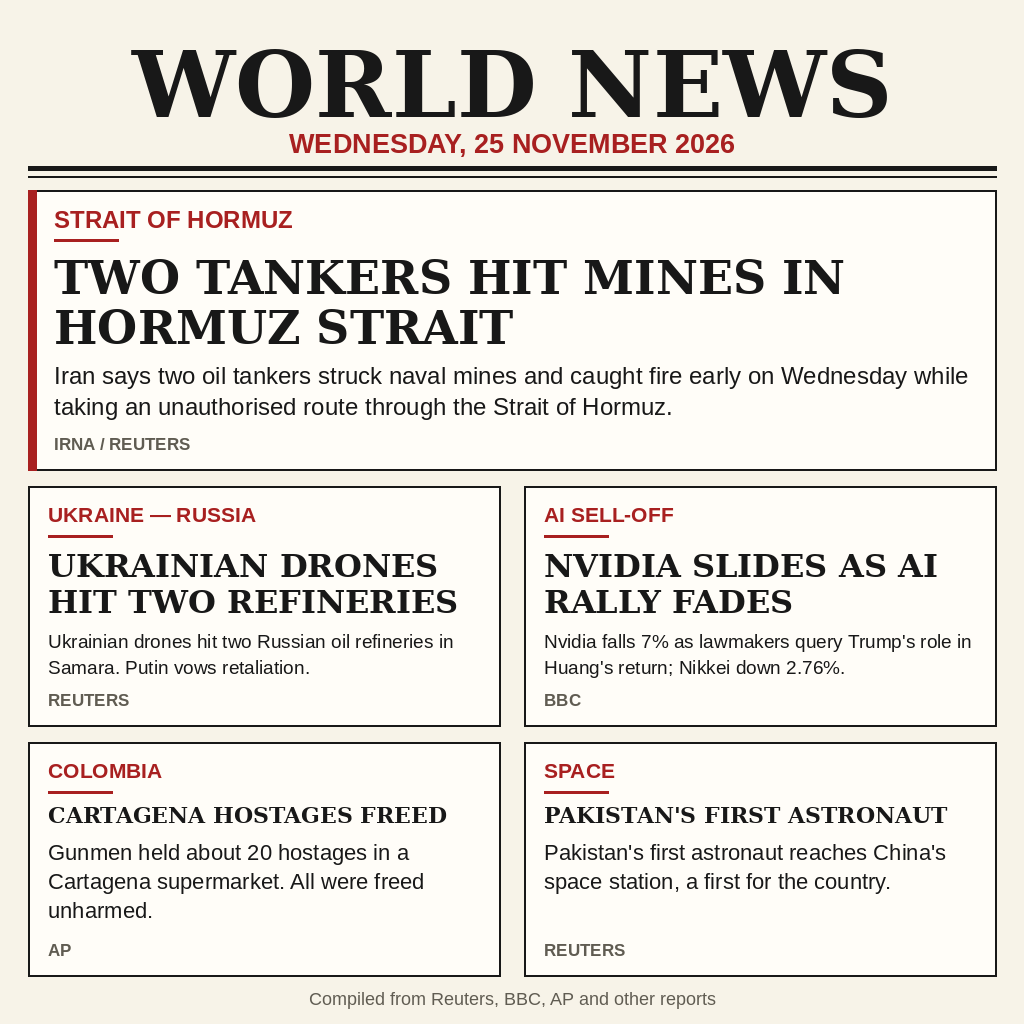 WORLD NEWS
WEDNESDAY, 25 NOVEMBER 2026
STRAIT OF HORMUZ
TWO TANKERS HIT MINES IN
HORMUZ STRAIT
Iran says two oil tankers struck naval mines and caught fire early on Wednesday while
taking an unauthorised route through the Strait of Hormuz.
IRNA / REUTERS
UKRAINE — RUSSIA
UKRAINIAN DRONES
HIT TWO REFINERIES
Ukrainian drones hit two Russian oil refineries in
Samara. Putin vows retaliation.
REUTERS
AI SELL-OFF
NVIDIA SLIDES AS AI
RALLY FADES
Nvidia falls 7% as lawmakers query Trump's role in
Huang's return; Nikkei down 2.76%.
BBC
COLOMBIA
CARTAGENA HOSTAGES FREED
Gunmen held about 20 hostages in a
Cartagena supermarket. All were freed
unharmed.
AP
SPACE
PAKISTAN'S FIRST ASTRONAUT
Pakistan's first astronaut reaches China's
space station, a first for the country.
REUTERS
Compiled from Reuters, BBC, AP and other reports